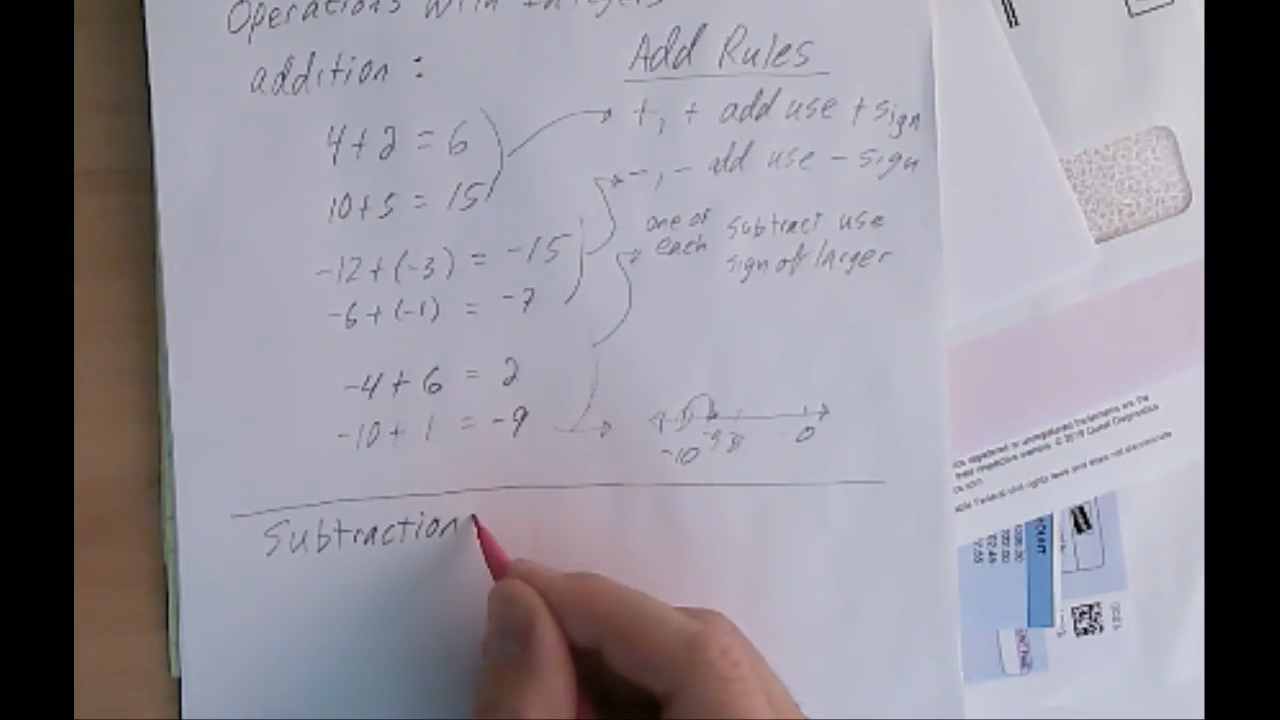 Operations with Integers
addition :
4 + 2 = 6
10 + 5 = 15
-12 + (-3) = -15
-6 + (-1) = -7
-4 + 6 = 2
-10 + 1 = -9
Add Rules
+, + add use + sign
-, - add use - sign
one of each subtract use
sign of larger
-10 -9 8 0
Subtraction